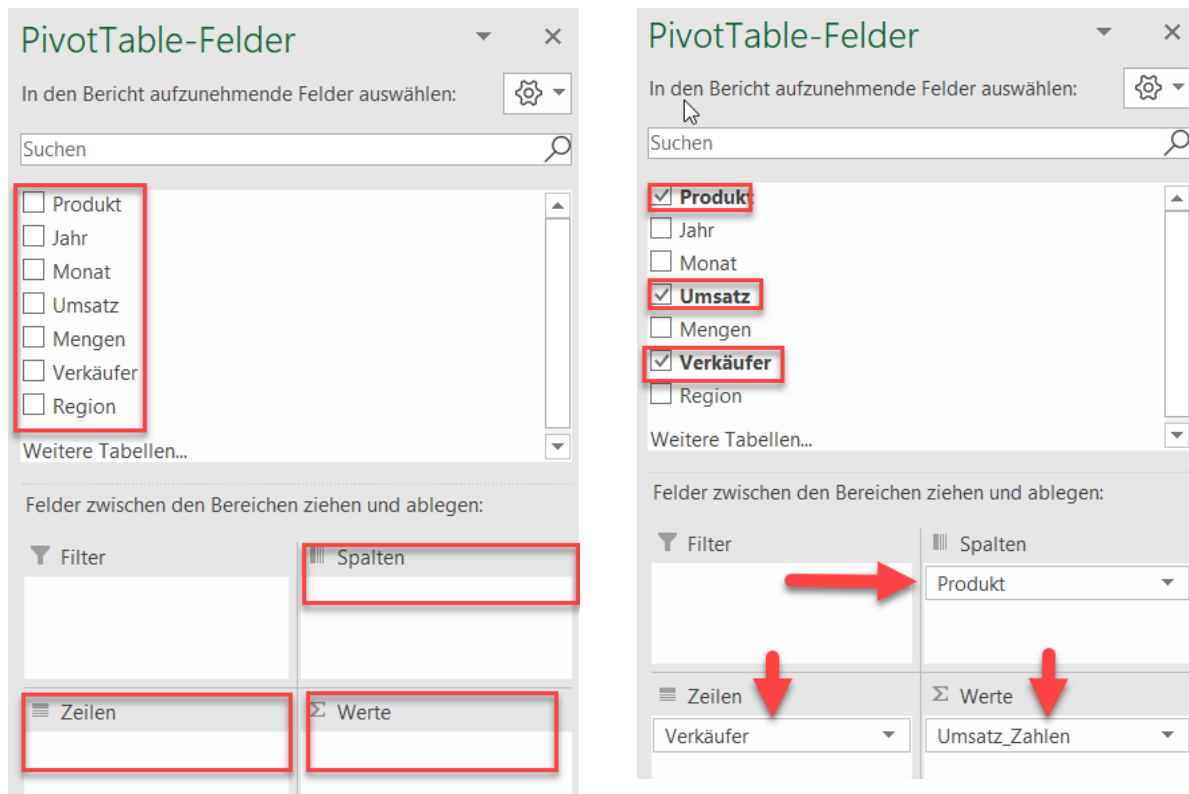 PivotTable-Felder
In den Bericht aufzunehmende Felder auswählen:
Suchen
Produkt
Jahr
Monat
Umsatz
Mengen
Verkäufer
Region
Weitere Tabellen...
Felder zwischen den Bereichen ziehen und ablegen:
Filter
Spalten
Zeilen
Σ Werte
PivotTable-Felder
In den Bericht aufzunehmende Felder auswählen:
Suchen
Produkt
Jahr
Monat
Umsatz
Mengen
Verkäufer
Region
Weitere Tabellen...
Felder zwischen den Bereichen ziehen und ablegen:
Filter
Spalten
Produkt
Zeilen
Verkäufer
Σ Werte
Umsatz_Zahlen